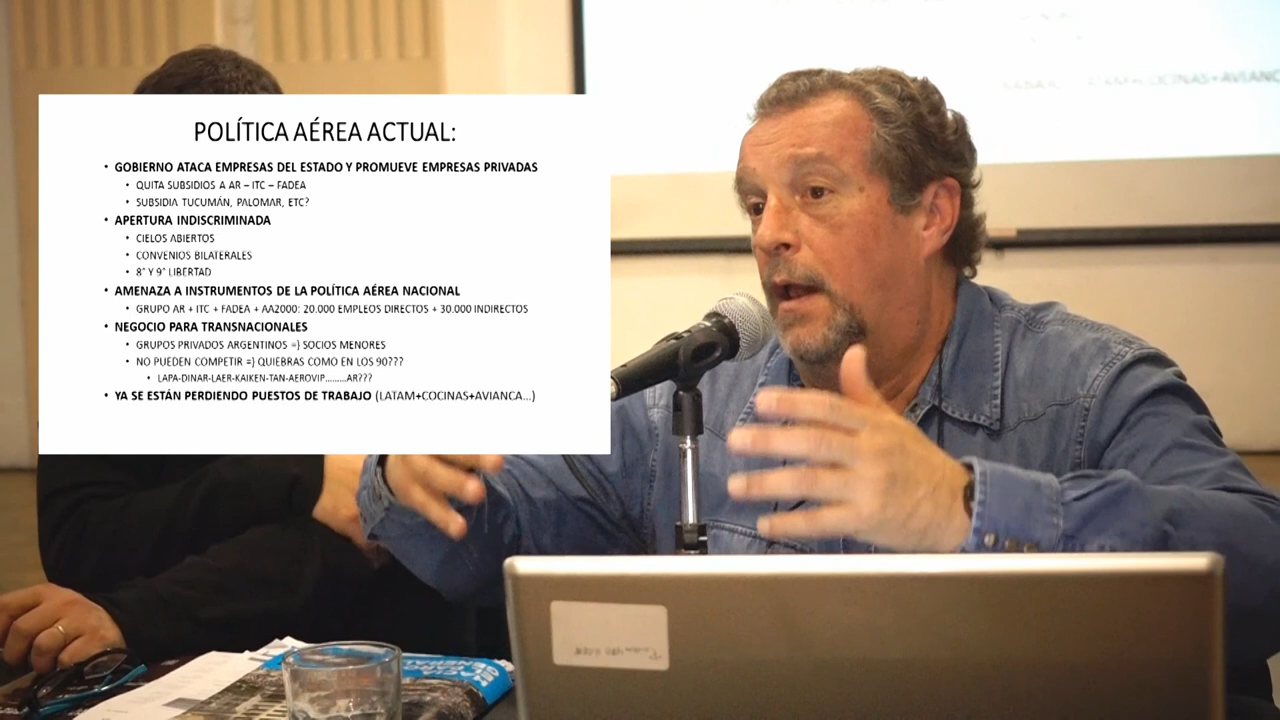 POLÍTICA AÉREA ACTUAL:
• GOBIERNO ATACA EMPRESAS DEL ESTADO Y PROMUEVE EMPRESAS PRIVADAS
• QUITA SUBSIDIOS A AR – ITC – FADEA
• SUBSIDIA TUCUMÁN, PALOMAR, ETC?
• APERTURA INDISCRIMINADA
• CIELOS ABIERTOS
• CONVENIOS BILATERALES
• 8° Y 9° LIBERTAD
• AMENAZA A INSTRUMENTOS DE LA POLÍTICA AÉREA NACIONAL
• GRUPO AR + ITC + FADEA + AA2000: 20.000 EMPLEOS DIRECTOS + 30.000 INDIRECTOS
• NEGOCIO PARA TRANSNACIONALES
• GRUPOS PRIVADOS ARGENTINOS =} SOCIOS MENORES
• NO PUEDEN COMPETIR =} QUIEBRAS COMO EN LOS 90???
• LAPA-DINAR-LAER-KAIKEN-TAN-AEROVIP.........AR???
• YA SE ESTÁN PERDIENDO PUESTOS DE TRABAJO (LATAM+COCINAS+AVIANCA...)
LATAM+COCINAS+AVIANC
GENERAL